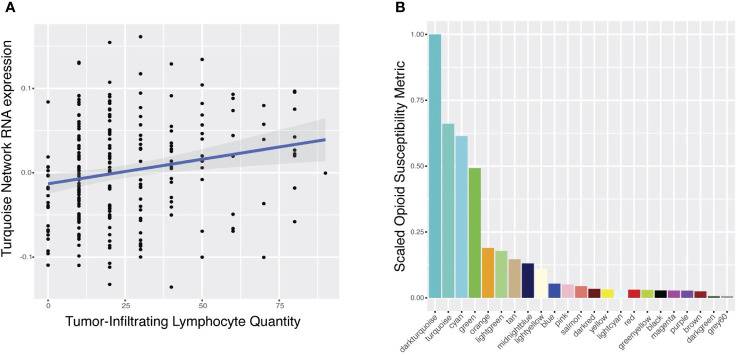 A
Turquoise Network RNA expression
0.1
0.0
-0.1
0
25
50
75
Tumor-Infiltrating Lymphocyte Quantity
B
Scaled Opioid Susceptibility Metric
1.00
0.75
0.50
0.25
0.00
darkturquoise
turquoise
cyan
green
orange
lightgreen
tan
midnightblue
lightyellow
blue
pink
salmon
darkred
yellow
lightcyan
red
greenyellow
black
magenta
purple
brown
darkgreen
grey60